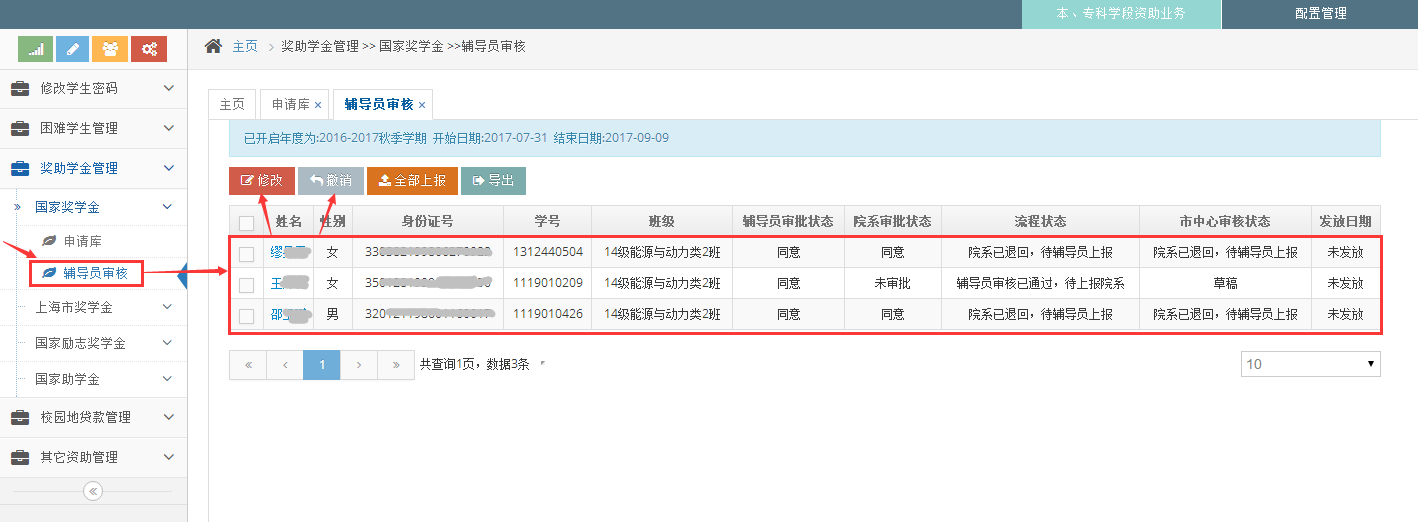 本、专科学段资助业务 配置管理
主页 > 奖助学金管理 >> 国家奖学金 >>辅导员审核
修改学生密码
困难学生管理
奖助学金管理
» 国家奖学金
申请库
辅导员审核
上海市奖学金
国家励志奖学金
国家助学金
校园地贷款管理
其它资助管理
«
主页 申请库 × 辅导员审核 ×
已开启年度为:2016-2017秋季学期 开始日期:2017-07-31 结束日期:2017-09-09
修改 撤销 全部上报 导出
姓名 性别 身份证号 学号 班级 辅导员审批状态 院系审批状态 流程状态 市中心审核状态 发放日期
女 1312440504 14级能源与动力类2班 同意 同意 院系已退回，待辅导员上报 院系已退回，待辅导员上报 未发放
王 女 1119010209 14级能源与动力类2班 同意 未审批 辅导员审核已通过，待上报院系 草稿 未发放
邵 男 1119010426 14级能源与动力类2班 同意 同意 院系已退回，待辅导员上报 院系已退回，待辅导员上报 未发放
« ‹ 1 › » 共查询1页，数据3条 10